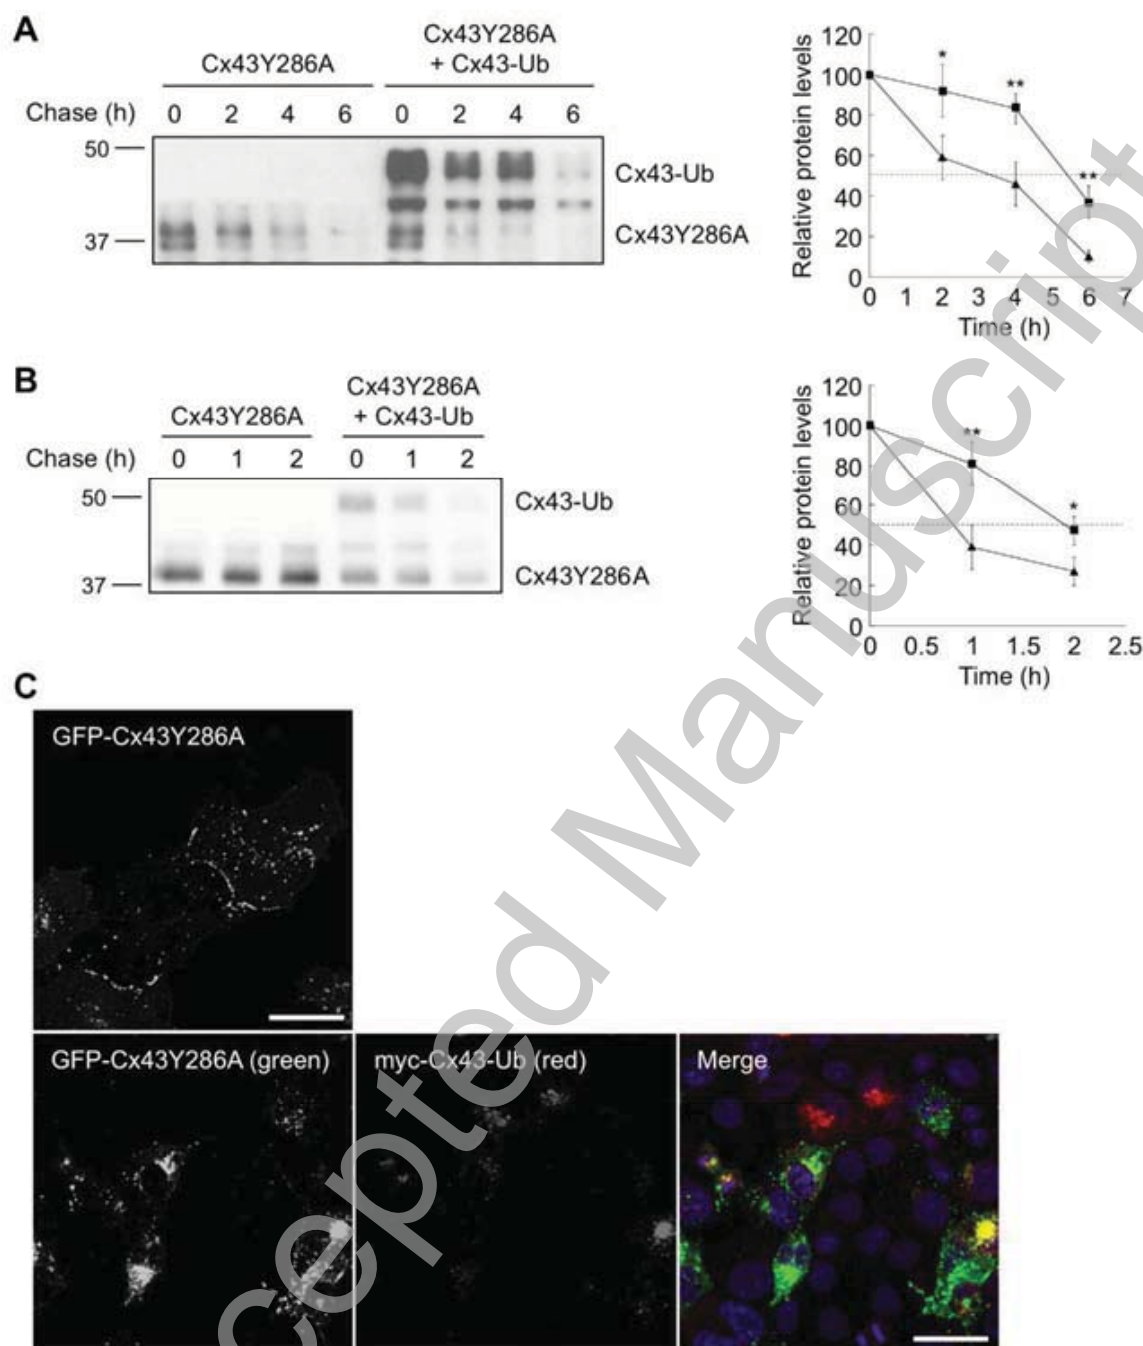 A
Cx43Y286A
Cx43Y286A
+ Cx43-Ub
Chase (h) 0 2 4 6 0 2 4 6
50
37
Cx43-Ub
Cx43Y286A
Relative protein levels
120
100
80
60
40
20
0
* ** **
0 1 2 3 4 5 6 7
Time (h)
B
Cx43Y286A
Cx43Y286A
+ Cx43-Ub
Chase (h) 0 1 2 0 1 2
50
37
Cx43-Ub
Cx43Y286A
Relative protein levels
120
100
80
60
40
20
0
** *
0 0.5 1 1.5 2 2.5
Time (h)
C
GFP-Cx43Y286A
GFP-Cx43Y286A (green)
myc-Cx43-Ub (red)
Merge
cepted Manuscript